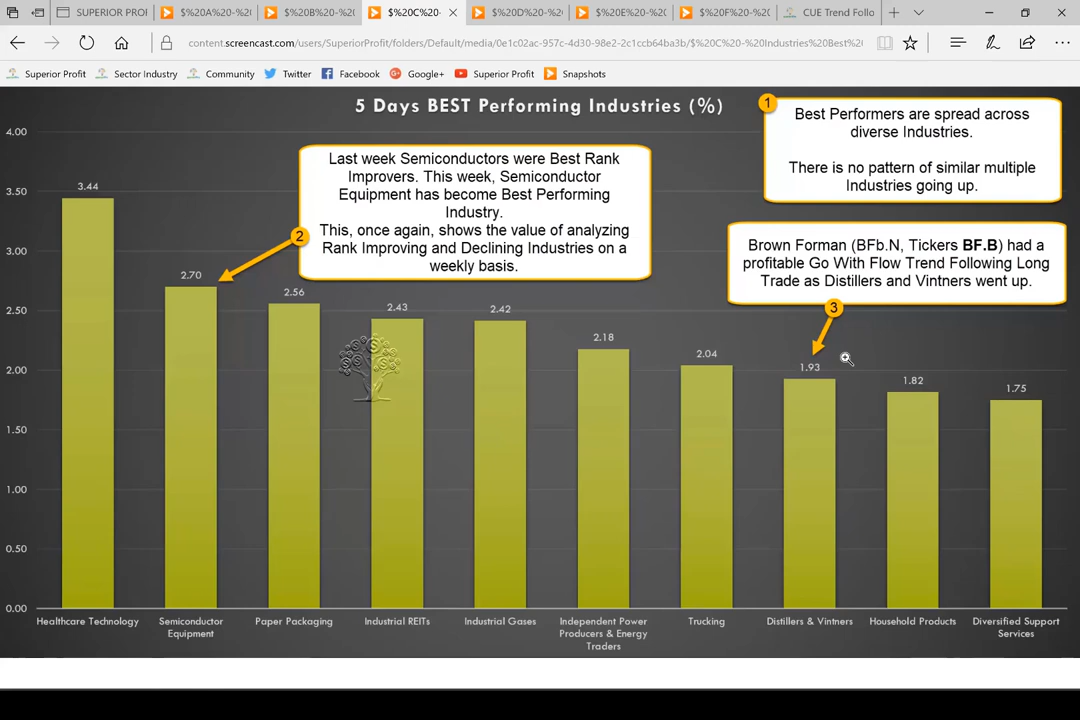 SUPERIOR PROF
$%20A%20-%20
$%20B%20-%20
$%20C%20-
$%20D%20-%20
$%20E%20-%20
$%20F%20-%20
CUE Trend Follo
content.screencast.com/users/SuperiorProfit/folders/Default/media/0e1c02ac-957c-4d30-98e2-2c1ccb64ba3b/$%20C%20-%20Industries%20Best%20
Superior Profit
Sector Industry
Community
Twitter
Facebook
Google+
Superior Profit
Snapshots
5 Days BEST Performing Industries (%)
1
Best Performers are spread across
diverse Industries.
There is no pattern of similar multiple
Industries going up.
2
Last week Semiconductors were Best Rank
Improvers. This week, Semiconductor
Equipment has become Best Performing
Industry.
This, once again, shows the value of analyzing
Rank Improving and Declining Industries on a
weekly basis.
Brown Forman (BFb.N, Tickers BF.B) had a
profitable Go With Flow Trend Following Long
Trade as Distillers and Vintners went up.
3
4.00
3.50
3.00
2.50
2.00
1.50
1.00
0.50
0.00
3.44
2.70
2.56
2.43
2.42
2.18
2.04
1.93
1.82
1.75
Healthcare Technology
Semiconductor
Equipment
Paper Packaging
Industrial REITs
Industrial Gases
Independent Power
Producers & Energy
Traders
Trucking
Distillers & Vintners
Household Products
Diversified Support
Services